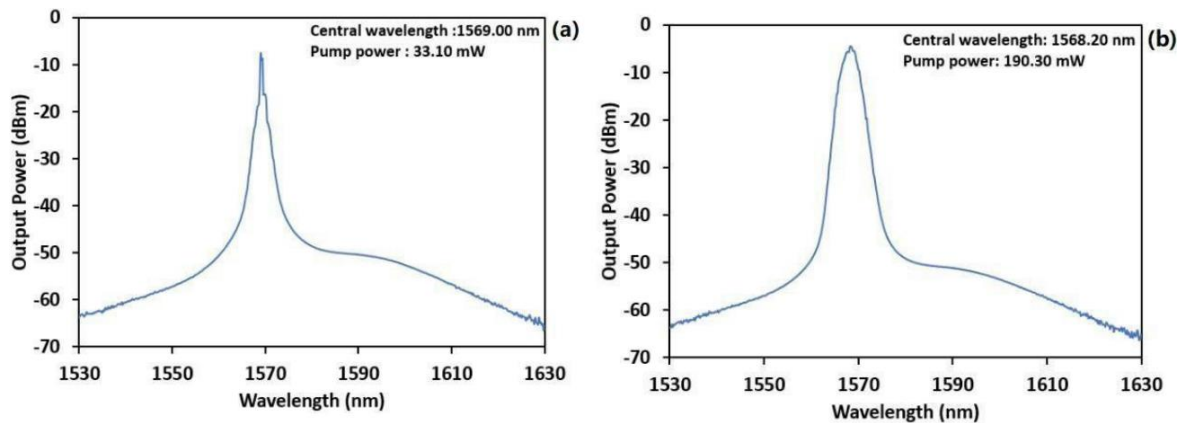 0
-10
-20
-30
-40
-50
-60
-70
Output Power (dBm)
Central wavelength :1569.00 nm
Pump power : 33.10 mW
(a)
1530 1550 1570 1590 1610 1630
Wavelength (nm)
0
-10
-20
-30
-40
-50
-60
-70
Output Power (dBm)
Central wavelength: 1568.20 nm
Pump power: 190.30 mW
(b)
1530 1550 1570 1590 1610 1630
Wavelength (nm)